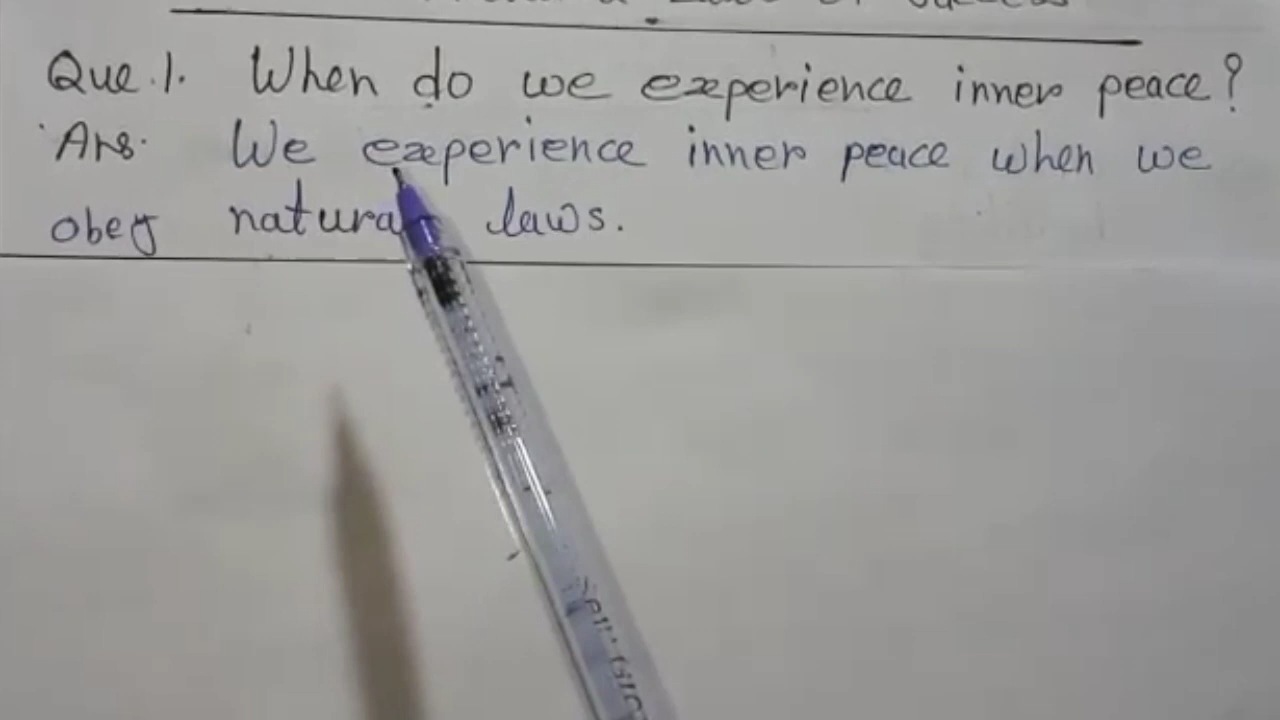 Que.1. When do we experience inner peace?
Ans. We experience inner peace when we
obey natural laws.